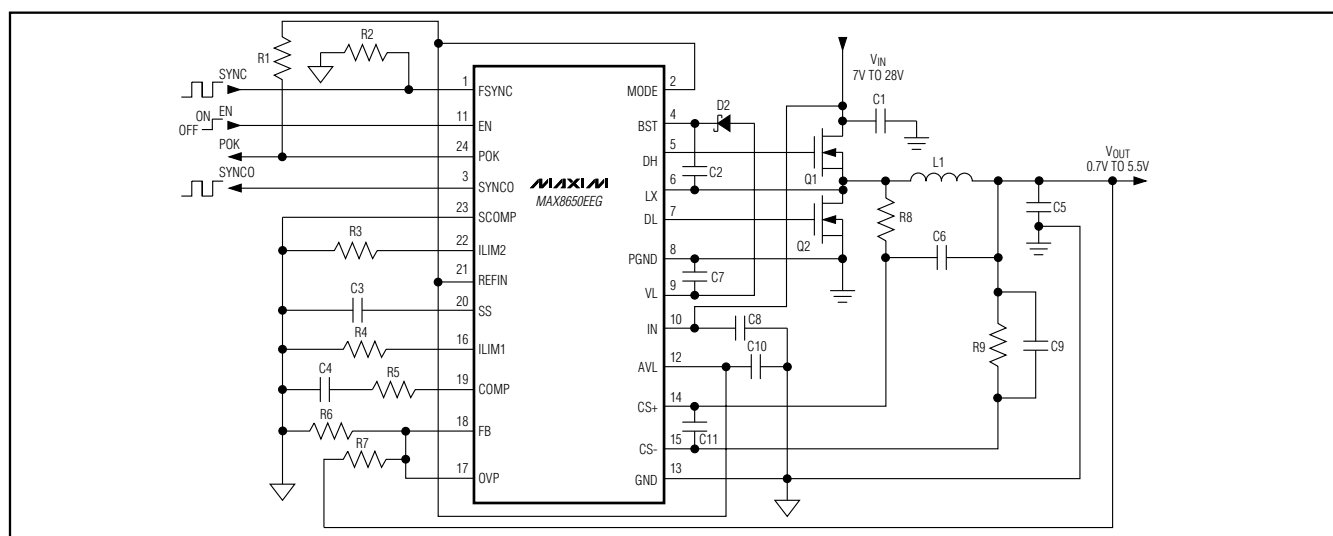 R1
R2
SYNC
1
FSYNC
ON
OFF
EN
11
EN
POK
24
POK
SYNCO
3
SYNCO
23
SCOMP
R3
22
ILIM2
21
REFIN
C3
20
SS
R4
16
ILIM1
C4
R5
19
COMP
R6
18
FB
R7
17
OVP
MAXIM
MAX8650EEG
2
MODE
4
BST
D2
5
DH
C2
6
LX
7
DL
8
PGND
C7
9
VL
10
IN
C8
C10
12
AVL
14
CS+
C11
15
CS-
13
GND
VIN
7V TO 28V
C1
Q1
Q2
L1
R8
C6
VOUT
0.7V TO 5.5V
C5
R9
C9